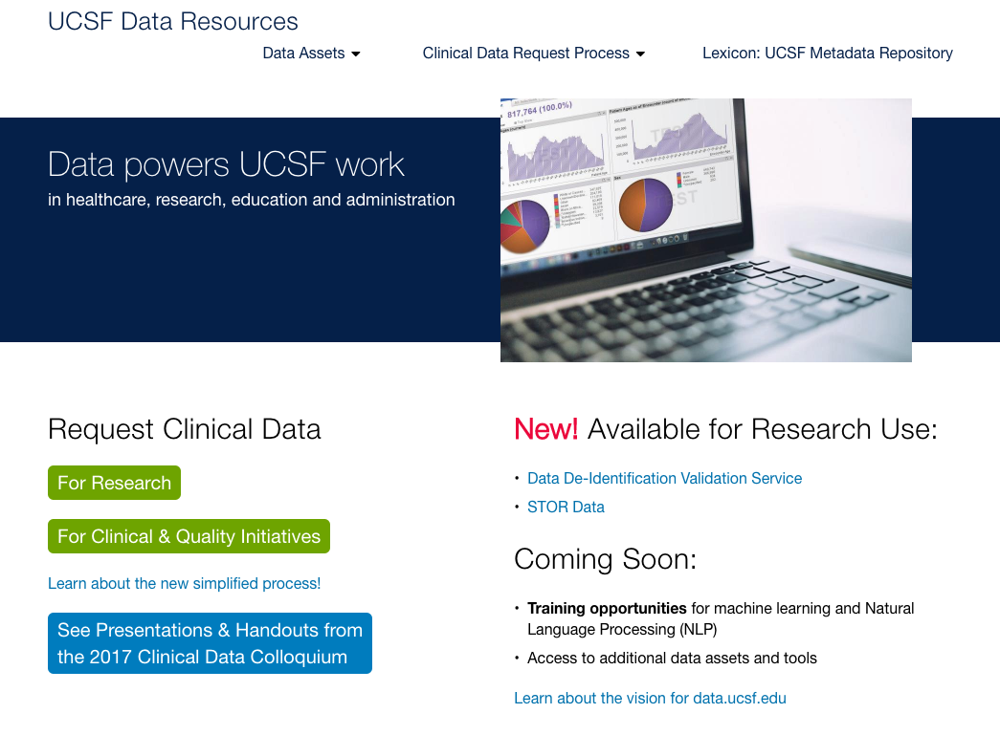 UCSF Data Resources
Data Assets
Clinical Data Request Process
Lexicon: UCSF Metadata Repository
Data powers UCSF work
in healthcare, research, education and administration
817,764 (100.0%)
TEST
TEST
Request Clinical Data
For Research
For Clinical & Quality Initiatives
Learn about the new simplified process!
See Presentations & Handouts from
the 2017 Clinical Data Colloquium
New! Available for Research Use:
• Data De-Identification Validation Service
• STOR Data
Coming Soon:
• Training opportunities for machine learning and Natural
Language Processing (NLP)
• Access to additional data assets and tools
Learn about the vision for data.ucsf.edu